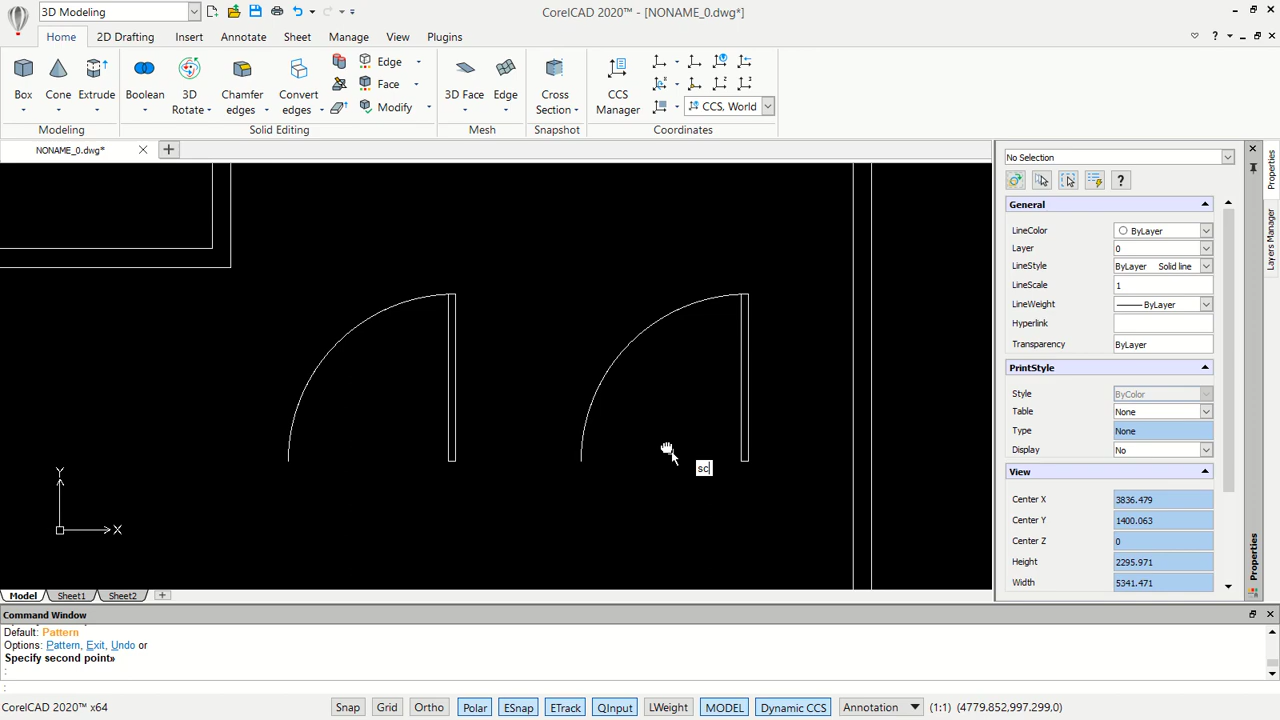 3D Modeling
CorelCAD 2020™ - [NONAME_0.dwg*]
Home
2D Drafting
Insert
Annotate
Sheet
Manage
View
Plugins
Box
Cone
Extrude
Boolean
3D
Rotate
Chamfer
edges
Convert
edges
Edge
Face
Modify
3D Face
Edge
Cross
Section
CCS
Manager
CCS, World
Modeling
Solid Editing
Mesh
Snapshot
Coordinates
NONAME_0.dwg*
No Selection
?
General
LineColor
ByLayer
Layer
0
LineStyle
ByLayer Solid line
LineScale
1
LineWeight
ByLayer
Hyperlink
Transparency
ByLayer
PrintStyle
Style
ByColor
Table
None
Type
None
Display
No
View
Center X
3836.479
Center Y
1400.063
Center Z
0
Height
2295.971
Width
5341.471
Properties
Layers Manager
Properties
sc
Y
X
Model
Sheet1
Sheet2
Command Window
Default: Pattern
Options: Pattern, Exit, Undo or
Specify second point»
:
:
CorelCAD 2020™ x64
Snap
Grid
Ortho
Polar
ESnap
ETrack
QInput
LWeight
MODEL
Dynamic CCS
Annotation
(1:1) (4779.852,997.299,0)